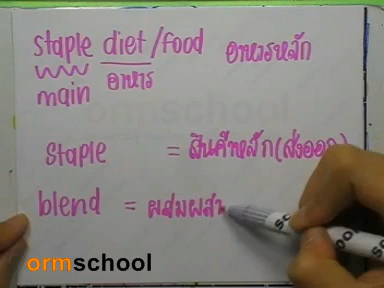 staple diet/food อาหารหลัก
main อาหาร
staple = สินค้าหลัก(ส่งออก)
blend = ผสมผสาน
ormschool
ormschool